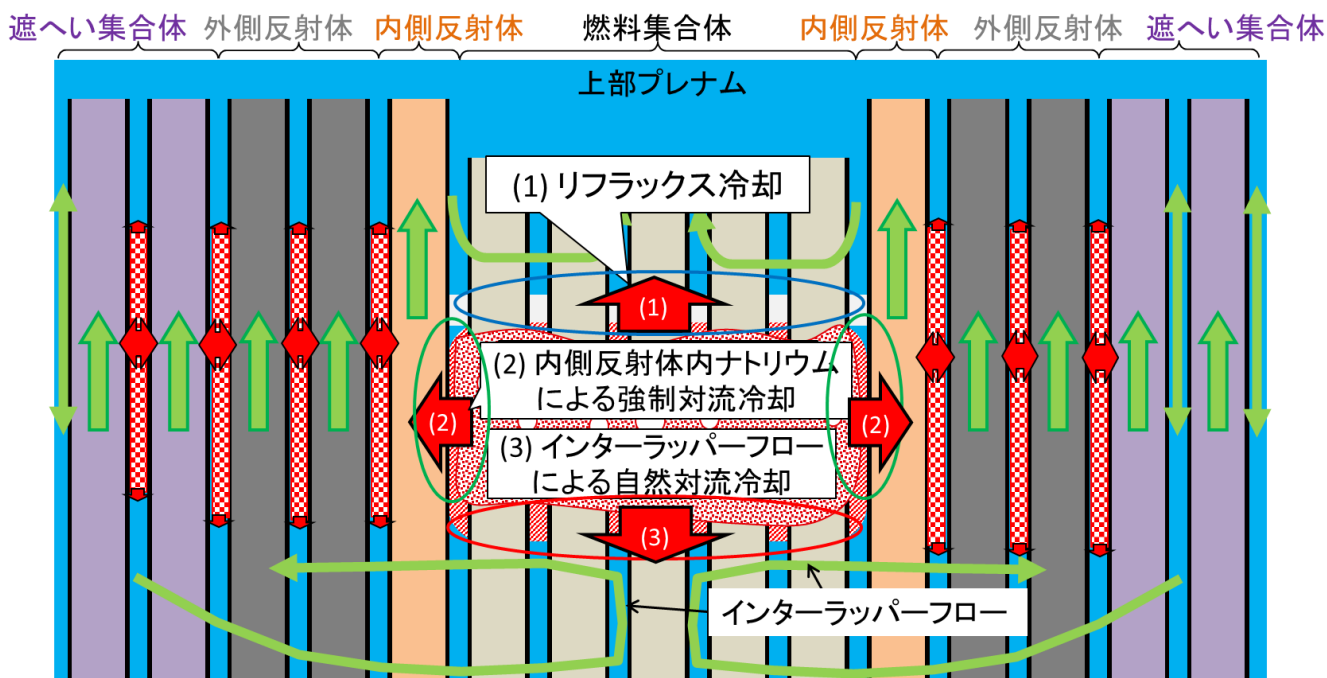 遮へい集合体 外側反射体 内側反射体 燃料集合体 内側反射体 外側反射体 遮へい集合体
上部プレナム
(1) リフラックス冷却
(1)
(2) 内側反射体内ナトリウム
による強制対流冷却
(2)
(2)
(3) インターラッパーフロー
による自然対流冷却
(3)
インターラッパーフロー